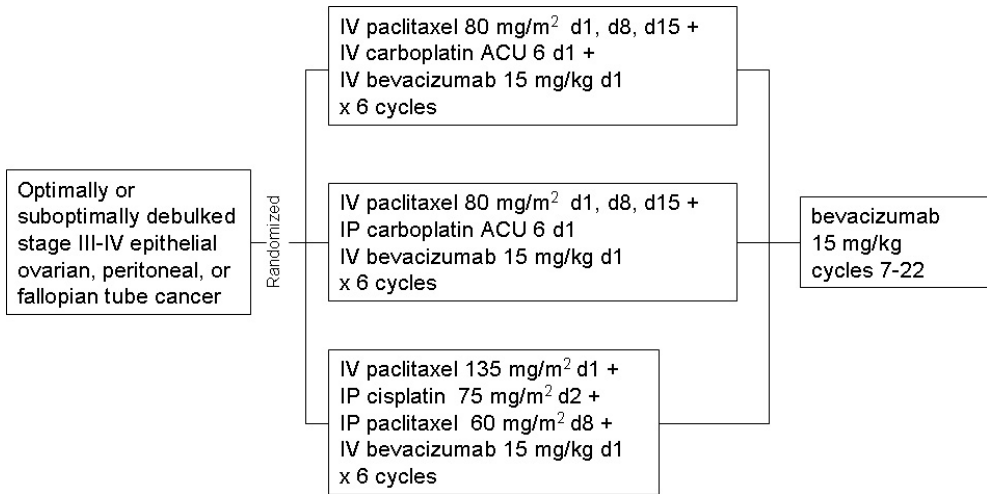 Optimally or
suboptimally debulked
stage III-IV epithelial
ovarian, peritoneal, or
fallopian tube cancer
Randomized
IV paclitaxel 80 mg/m² d1, d8, d15 +
IV carboplatin ACU 6 d1 +
IV bevacizumab 15 mg/kg d1
x 6 cycles
IV paclitaxel 80 mg/m² d1, d8, d15 +
IP carboplatin ACU 6 d1
IV bevacizumab 15 mg/kg d1
x 6 cycles
IV paclitaxel 135 mg/m² d1 +
IP cisplatin 75 mg/m² d2 +
IP paclitaxel 60 mg/m² d8 +
IV bevacizumab 15 mg/kg d1
x 6 cycles
bevacizumab
15 mg/kg
cycles 7-22